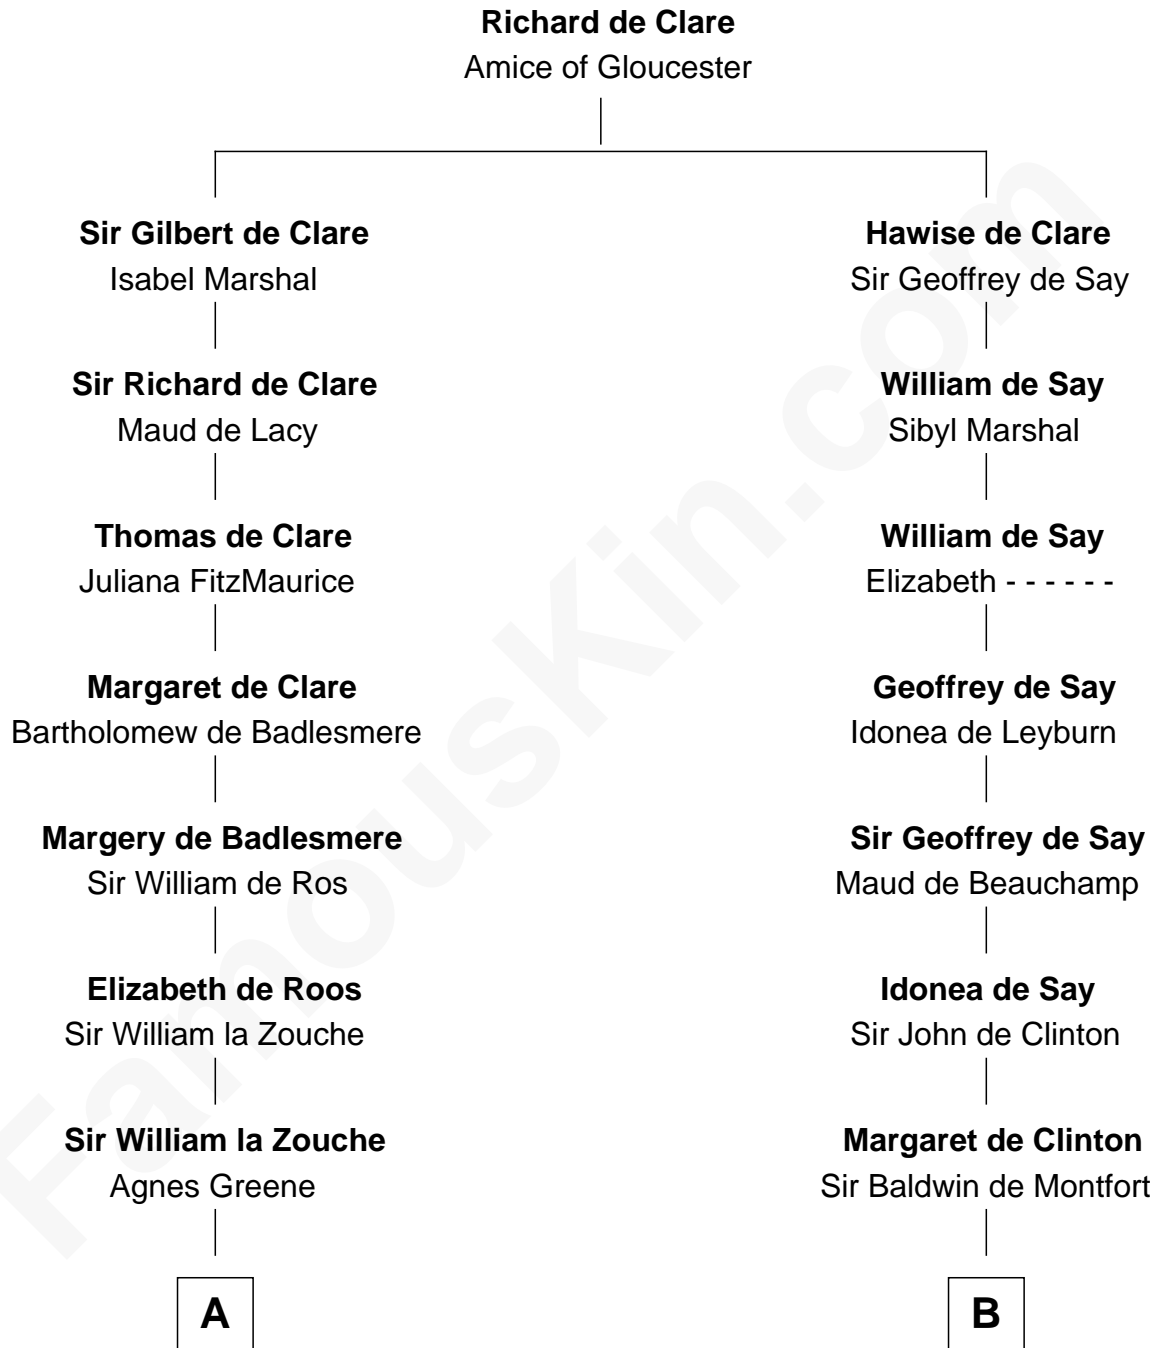 Richard de Clare
Amice of Gloucester
Sir Gilbert de Clare
Isabel Marshal
Hawise de Clare
Sir Geoffrey de Say
Sir Richard de Clare
Maud de Lacy
William de Say
Sibyl Marshal
Thomas de Clare
Juliana FitzMaurice
William de Say
Elizabeth - - - - - -
Margaret de Clare
Bartholomew de Badlesmere
Geoffrey de Say
Idonea de Leyburn
Margery de Badlesmere
Sir William de Ros
Sir Geoffrey de Say
Maud de Beauchamp
Elizabeth de Roos
Sir William la Zouche
Idonea de Say
Sir John de Clinton
Sir William la Zouche
Agnes Greene
Margaret de Clinton
Sir Baldwin de Montfort
A
B
FamousKin.com